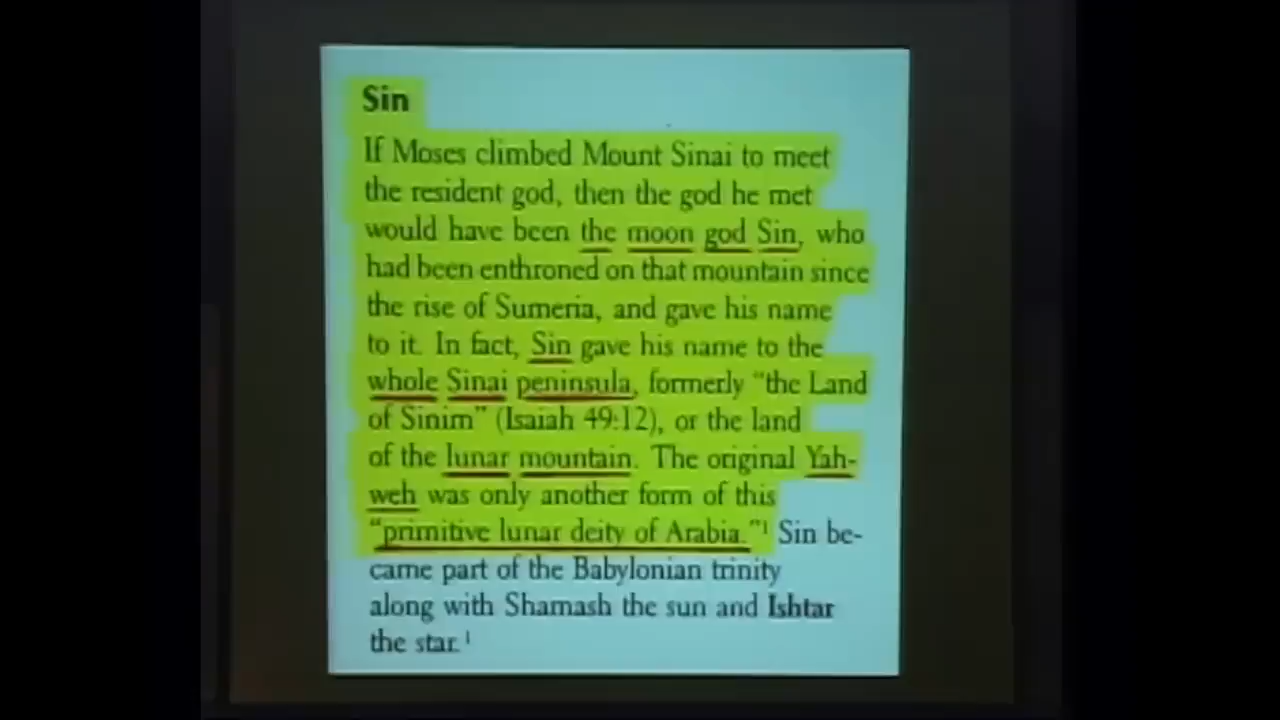 Sin
If Moses climbed Mount Sinai to meet
the resident god, then the god he met
would have been the moon god Sin, who
had been enthroned on that mountain since
the rise of Sumeria, and gave his name
to it. In fact, Sin gave his name to the
whole Sinai peninsula, formerly “the Land
of Sinim” (Isaiah 49:12), or the land
of the lunar mountain. The original Yah-
weh was only another form of this
“primitive lunar deity of Arabia.”¹ Sin be-
came part of the Babylonian trinity
along with Shamash the sun and Ishtar
the star.¹